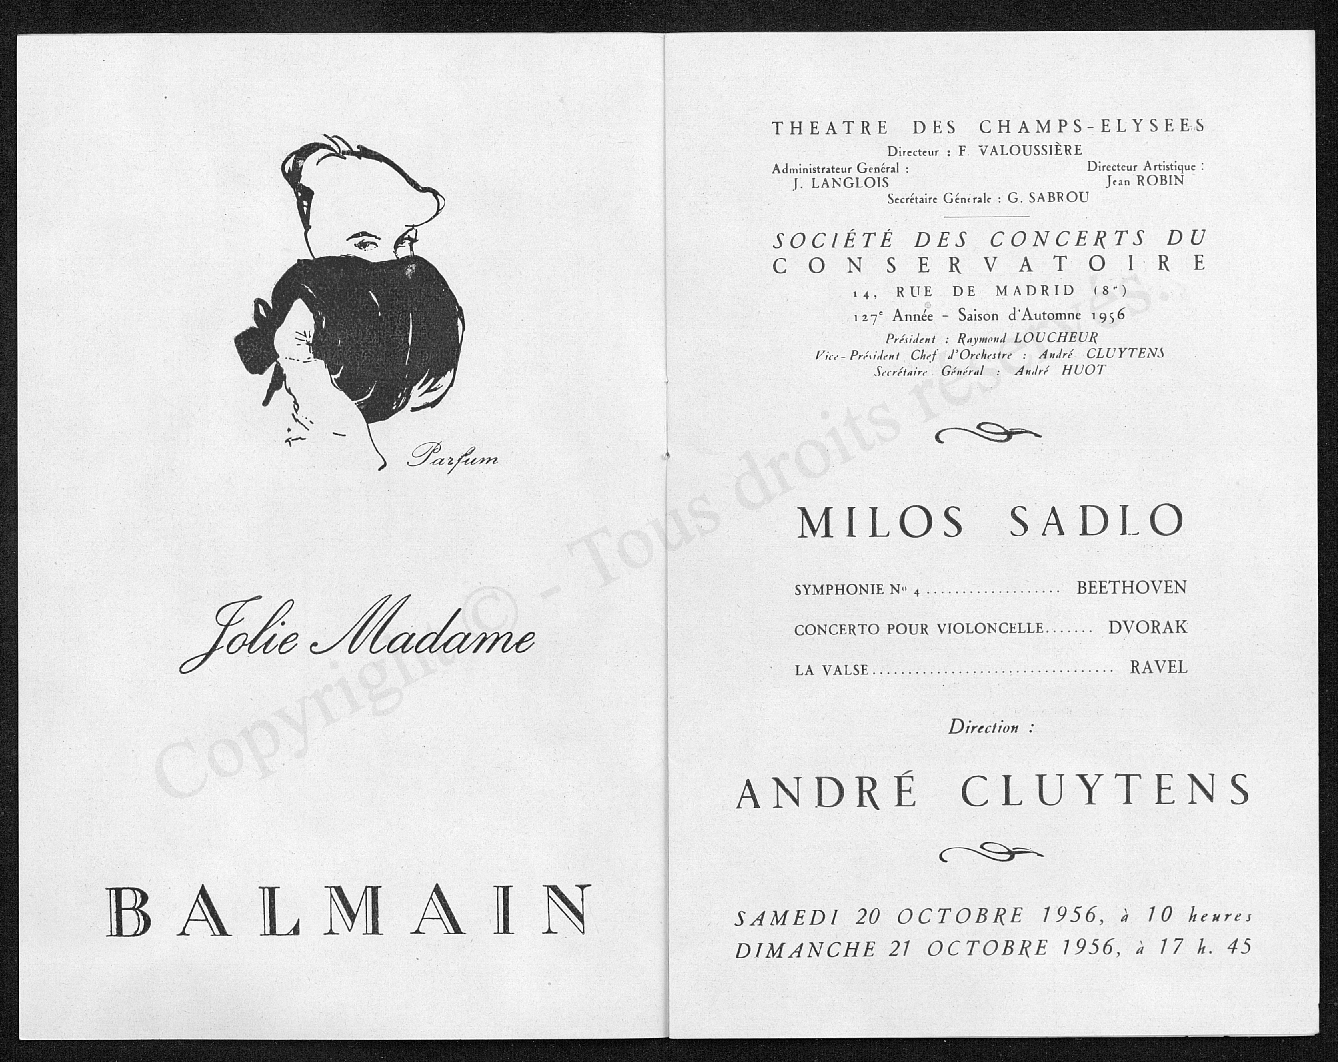 Parfum
Jolie Madame
BALMAIN
THEATRE DES CHAMPS-ELYSEES
Directeur : F. VALOUSSIÈRE
Administrateur Général :
J. LANGLOIS
Directeur Artistique :
Jean ROBIN
Secrétaire Générale : G. SABROU
SOCIÉTÉ DES CONCERTS DU
CONSERVATOIRE
14, RUE DE MADRID (8e)
127e Année - Saison d'Automne 1956
Président : Raymond LOUCHEUR
Vice-Président Chef d'Orchestre : André CLUYTENS
Secrétaire Général : André HUOT
MILOS SADLO
SYMPHONIE No 4 ................... BEETHOVEN
CONCERTO POUR VIOLONCELLE....... DVORAK
LA VALSE.................................. RAVEL
Direction :
ANDRÉ CLUYTENS
SAMEDI 20 OCTOBRE 1956, à 10 heures
DIMANCHE 21 OCTOBRE 1956, à 17 h. 45
Copyright © - Tous droits réservés.